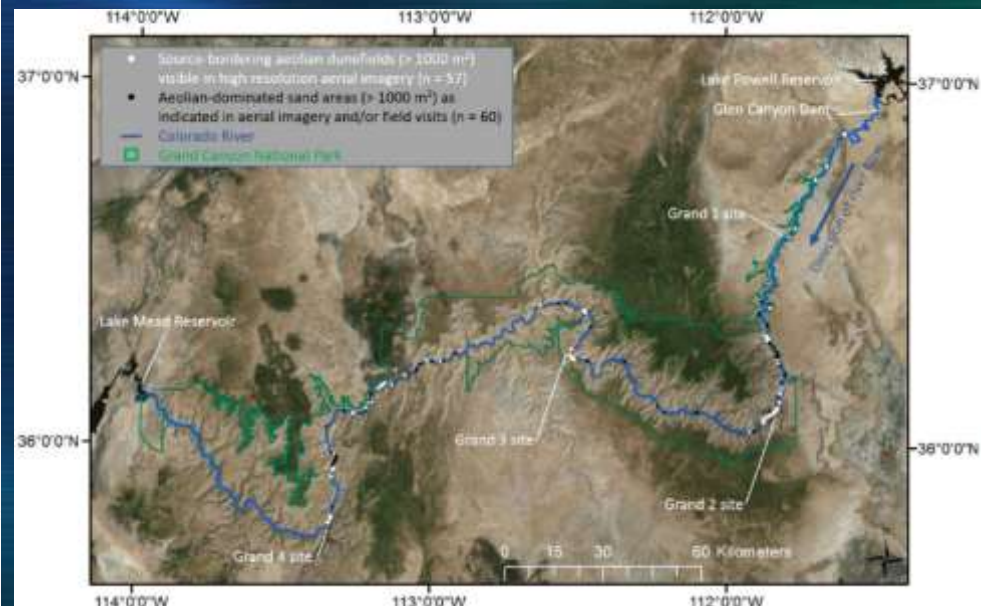 114°0'0"W
113°0'0"W
112°0'0"W
37°0'0"N
37°0'0"N
Source-bordering aeolian dunefields (> 1000 m²)
visible in high resolution aerial imagery (n = 57)
Aeolian-dominated sand areas (> 1000 m²) as
indicated in aerial imagery and/or field visits (n = 60)
Colorado River
Grand Canyon National Park
Lake Powell Reservoir
Glen Canyon Dam
Grand 1 site
Direction of river flow
Lake Mead Reservoir
Grand 3 site
36°0'0"N
36°0'0"N
Grand 2 site
Grand 4 site
0 15 30 60 Kilometers
114°0'0"W
113°0'0"W
112°0'0"W